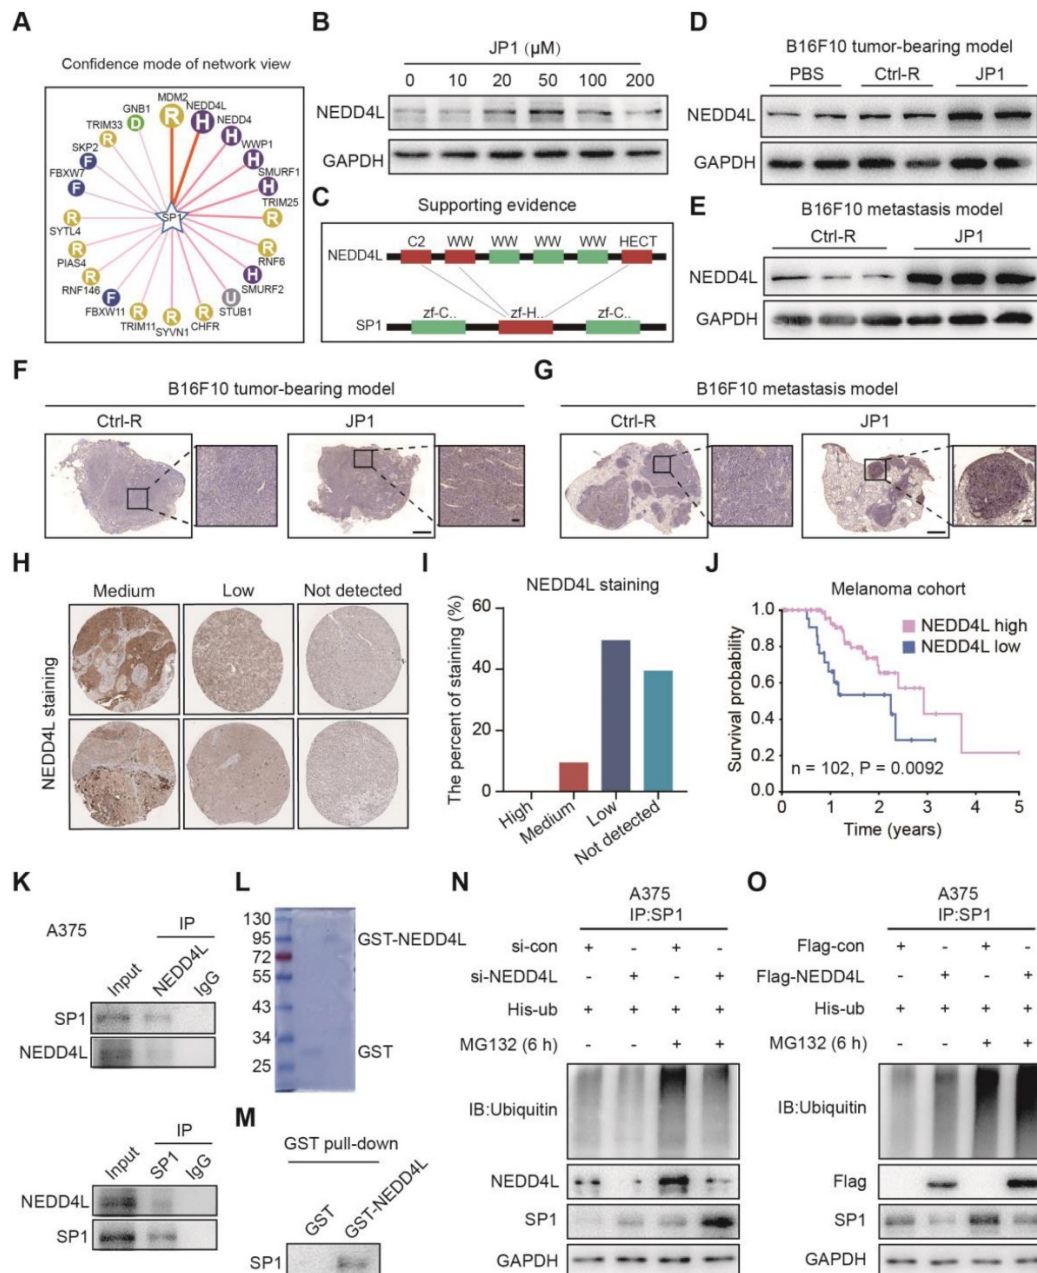 A
Confidence mode of network view
MDM2
NEDD4L
GNB1
NEDD4
TRIM33
WWP1
SKP2
SMURF1
FBXW7
TRIM25
SP1
SYTL4
RNF6
PIAS4
SMURF2
RNF146
STUB1
FBXW11
CHFR
TRIM11
SYVN1
R
H
D
H
R
H
F
H
F
R
R
R
R
H
R
U
F
R
R
R
B
JP1 (μM)
0 10 20 50 100 200
NEDD4L
GAPDH
C
Supporting evidence
C2 WW WW WW WW HECT
NEDD4L
zf-C.. zf-H.. zf-C..
SP1
D
B16F10 tumor-bearing model
PBS Ctrl-R JP1
NEDD4L
GAPDH
E
B16F10 metastasis model
Ctrl-R JP1
NEDD4L
GAPDH
F
B16F10 tumor-bearing model
Ctrl-R JP1
G
B16F10 metastasis model
Ctrl-R JP1
H
Medium Low Not detected
NEDD4L staining
I
NEDD4L staining
The percent of staining (%)
60
40
20
0
High
Medium
Low
Not detected
J
Melanoma cohort
Survival probability
1.0
0.8
0.6
0.4
0.2
NEDD4L high
NEDD4L low
n = 102, P = 0.0092
0 1 2 3 4 5
Time (years)
K
A375
IP
Input NEDD4L IgG
SP1
NEDD4L
IP
Input SP1 IgG
NEDD4L
SP1
L
130
95
72
55
43
34
25
GST-NEDD4L
GST
M
GST pull-down
GST GST-NEDD4L
SP1
N
A375
IP:SP1
si-con + - + -
si-NEDD4L - + - +
His-ub + + + +
MG132 (6 h) - - + +
IB:Ubiquitin
NEDD4L
SP1
GAPDH
O
A375
IP:SP1
Flag-con + - + -
Flag-NEDD4L - + - +
His-ub + + + +
MG132 (6 h) - - + +
IB:Ubiquitin
Flag
SP1
GAPDH